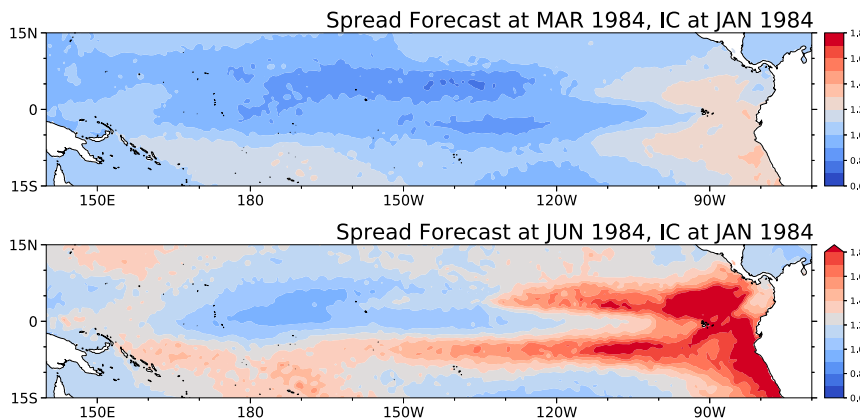 Spread Forecast at MAR 1984, IC at JAN 1984
15N
0
15S
150E 180 150W 120W 90W
Spread Forecast at JUN 1984, IC at JAN 1984
15N
0
15S
150E 180 150W 120W 90W